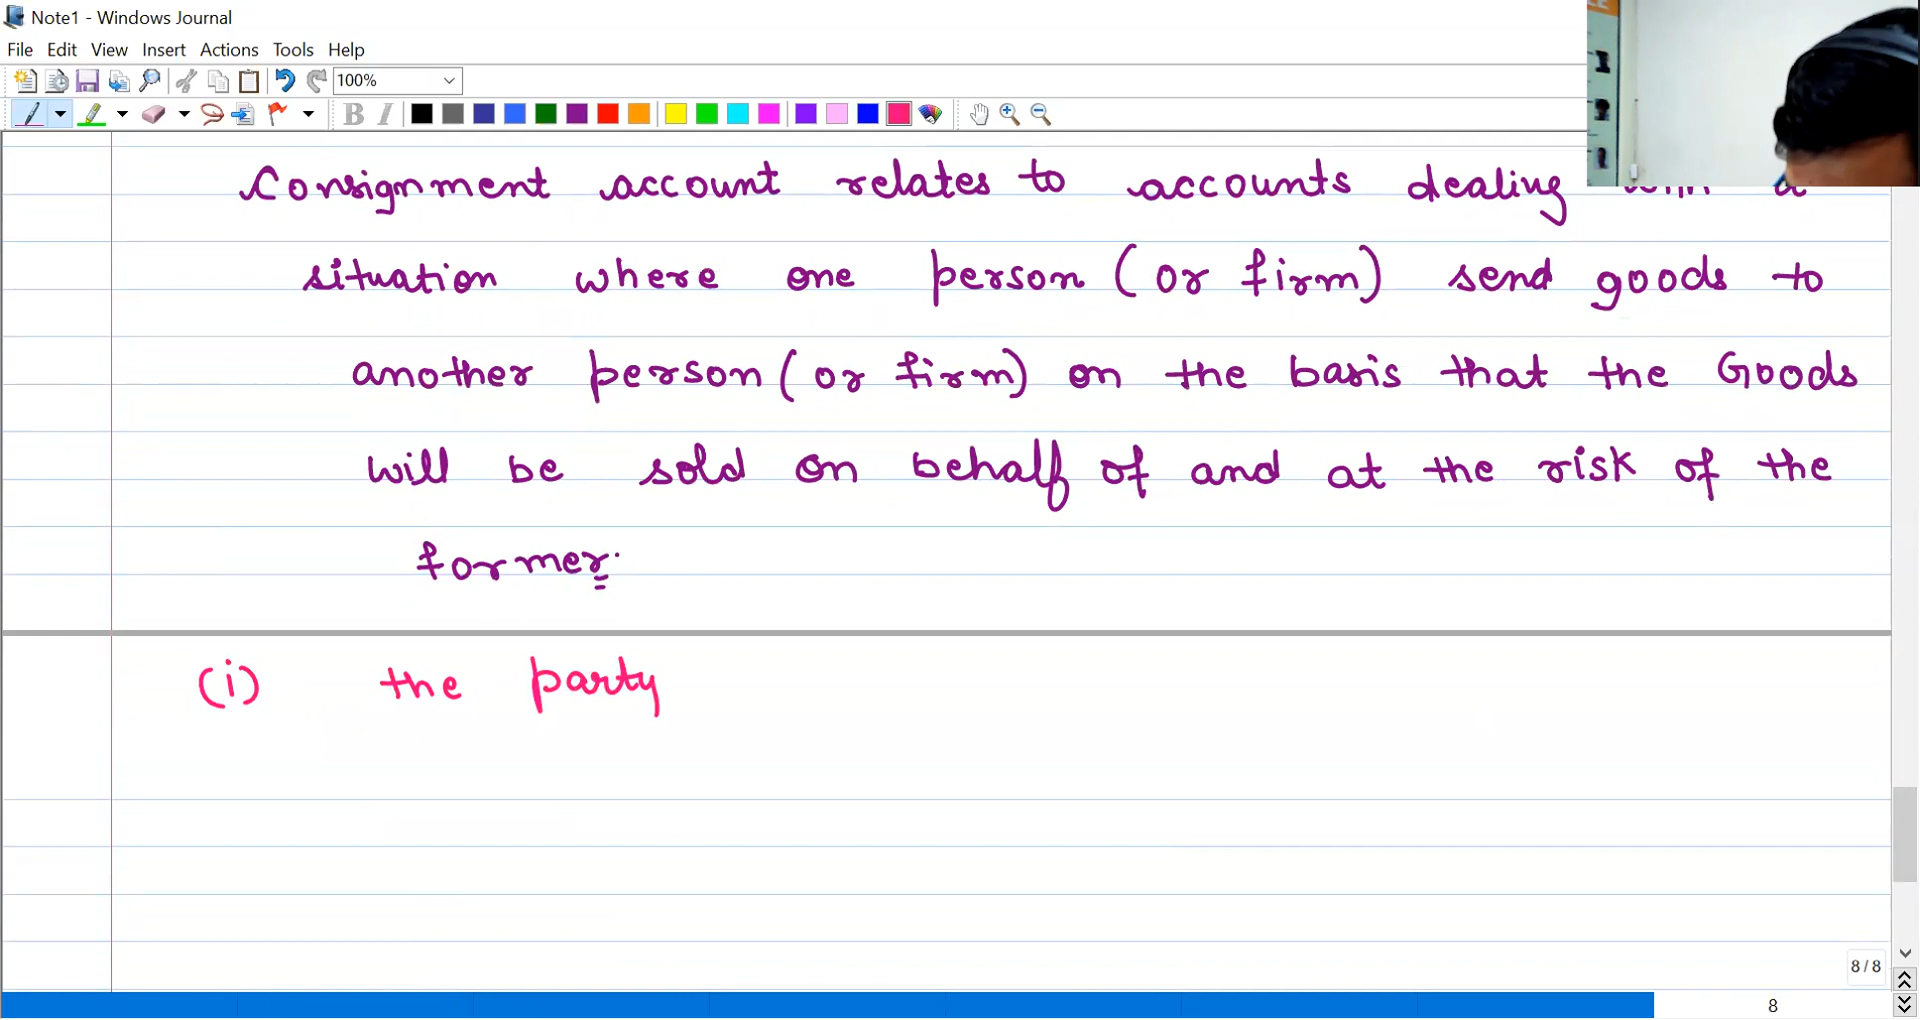 Note1 - Windows Journal
File Edit View Insert Actions Tools Help
100%
Consignment account relates to accounts dealing with a
situation where one person (or firm) send goods to
another person (or firm) on the basis that the Goods
will be sold on behalf of and at the risk of the
former.
(i) the party
8 / 8
8